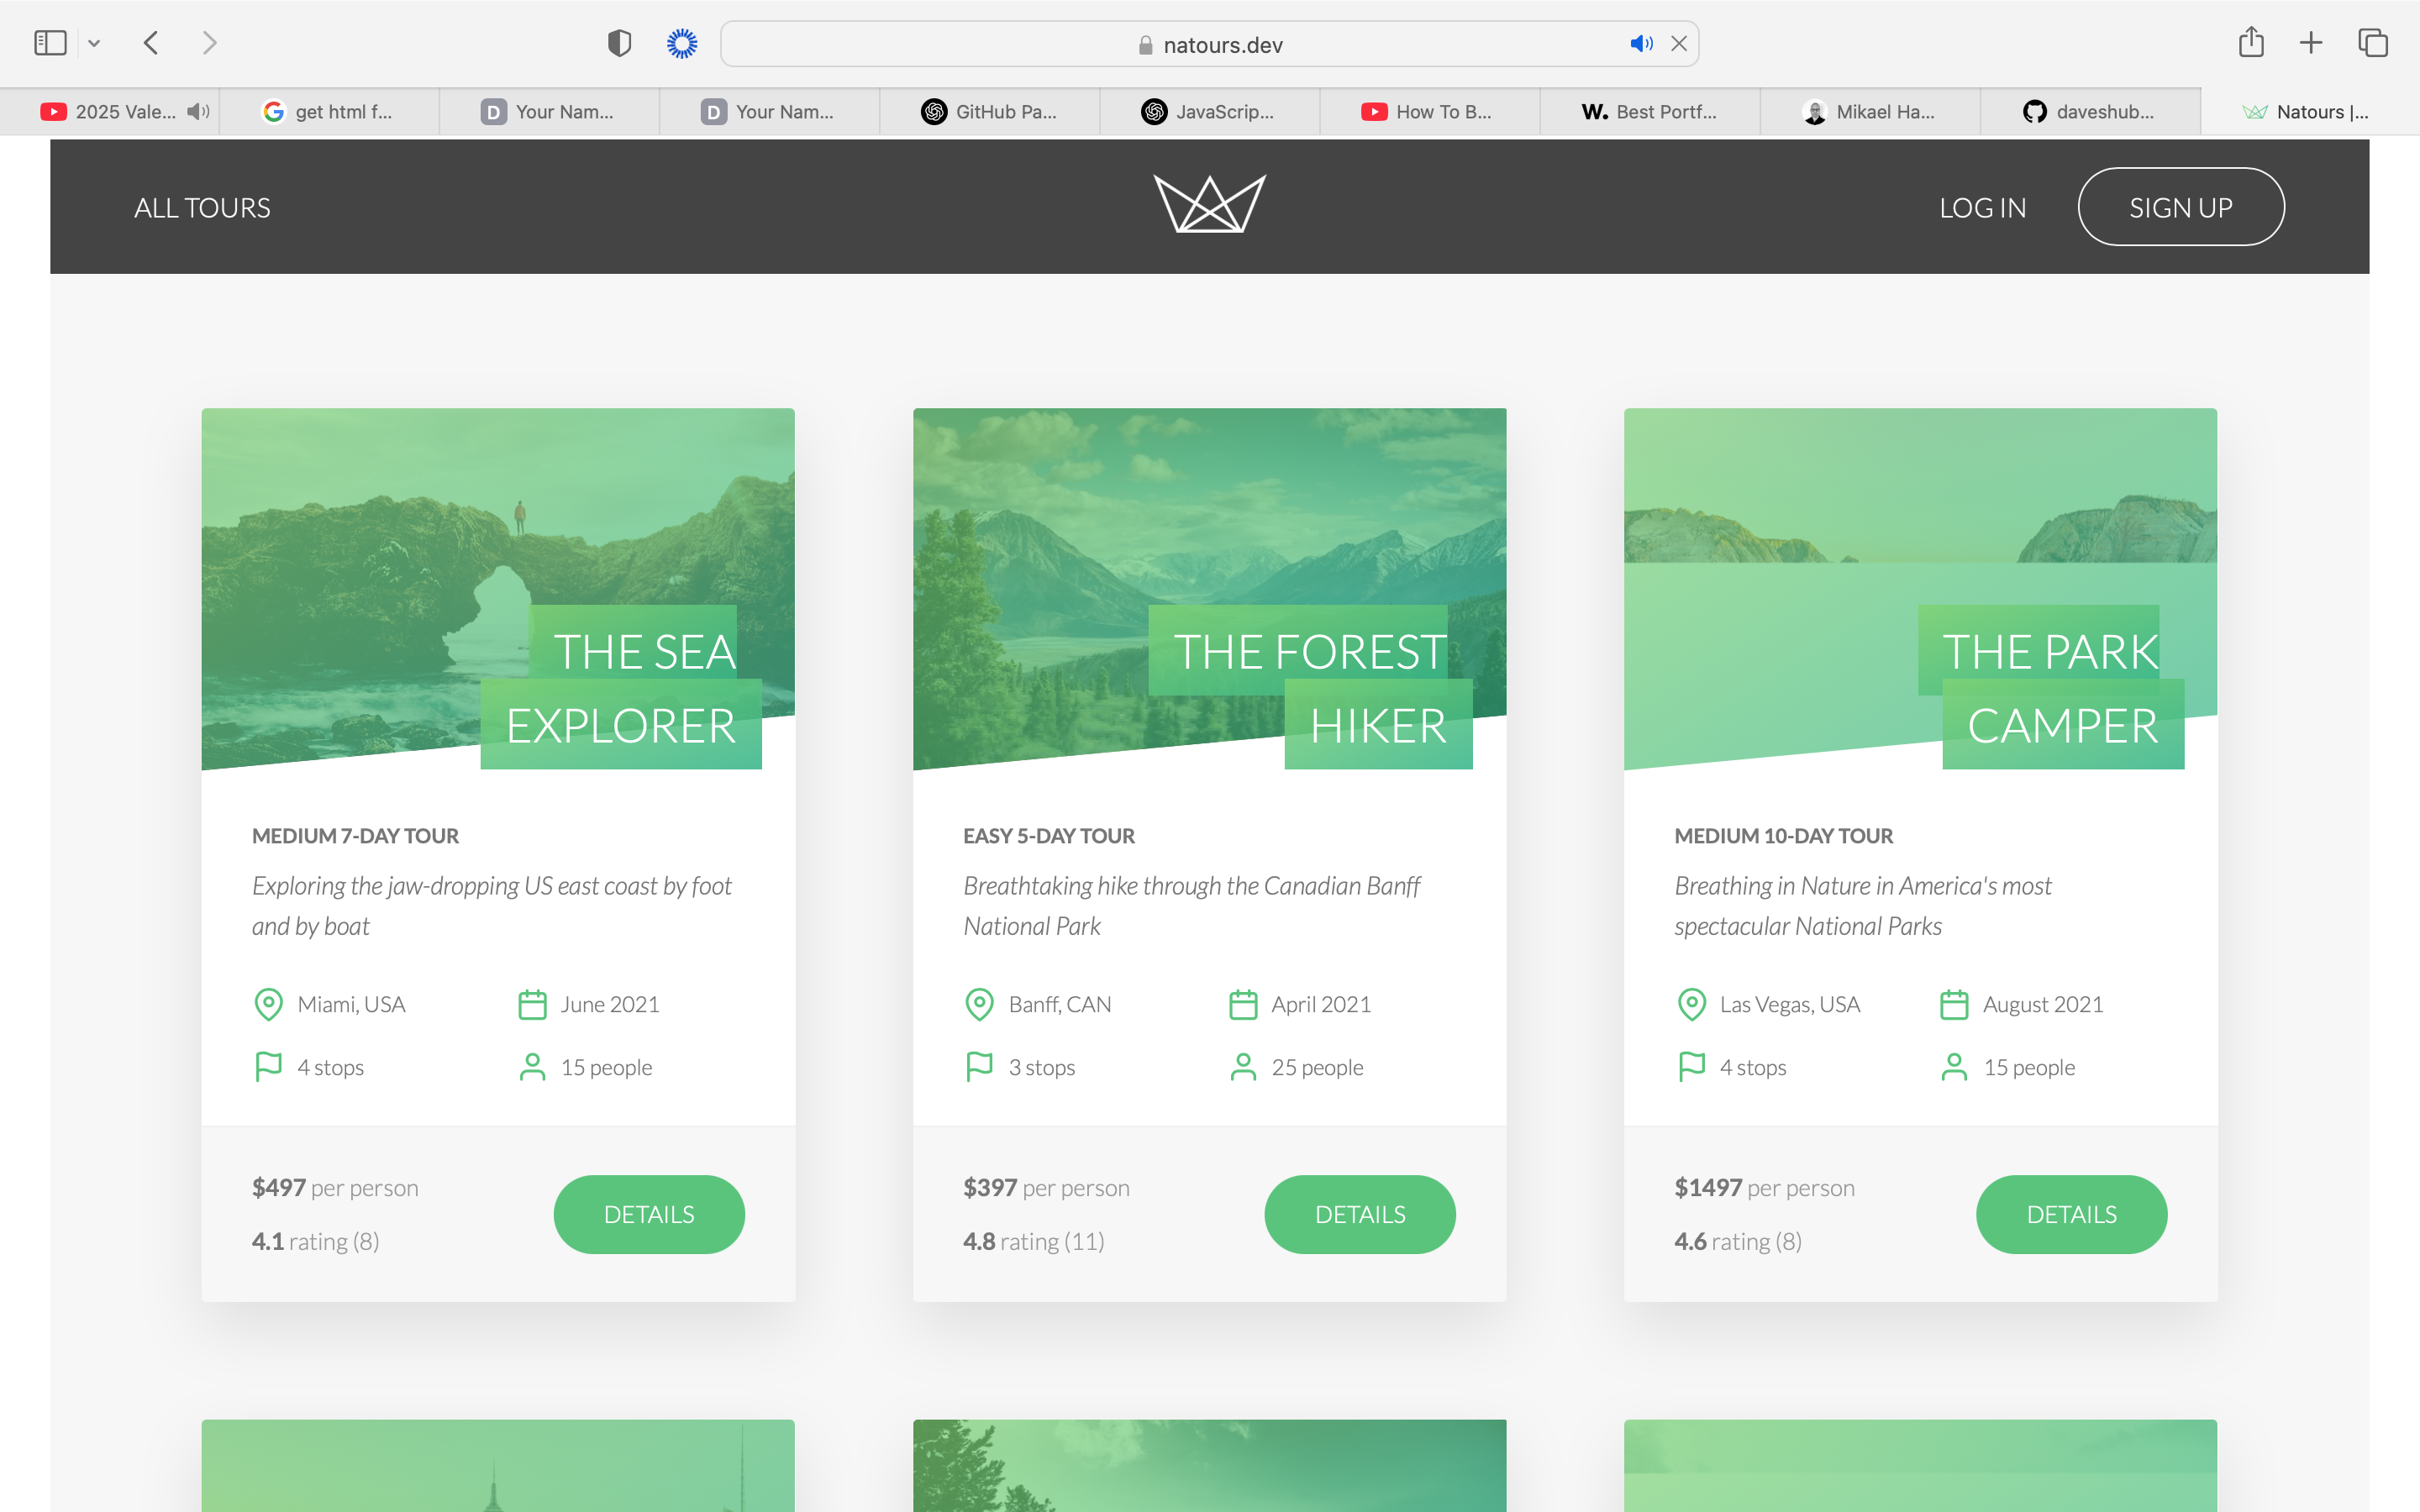 natours.dev
2025 Vale...
get html f...
Your Nam...
Your Nam...
GitHub Pa...
JavaScrip...
How To B...
W. Best Portf...
Mikael Ha...
daveshub...
Natours |...
ALL TOURS
LOG IN
SIGN UP
THE SEA
EXPLORER
MEDIUM 7-DAY TOUR
Exploring the jaw-dropping US east coast by foot
and by boat
Miami, USA
June 2021
4 stops
15 people
$497 per person
4.1 rating (8)
DETAILS
THE FOREST
HIKER
EASY 5-DAY TOUR
Breathtaking hike through the Canadian Banff
National Park
Banff, CAN
April 2021
3 stops
25 people
$397 per person
4.8 rating (11)
DETAILS
THE PARK
CAMPER
MEDIUM 10-DAY TOUR
Breathing in Nature in America's most
spectacular National Parks
Las Vegas, USA
August 2021
4 stops
15 people
$1497 per person
4.6 rating (8)
DETAILS